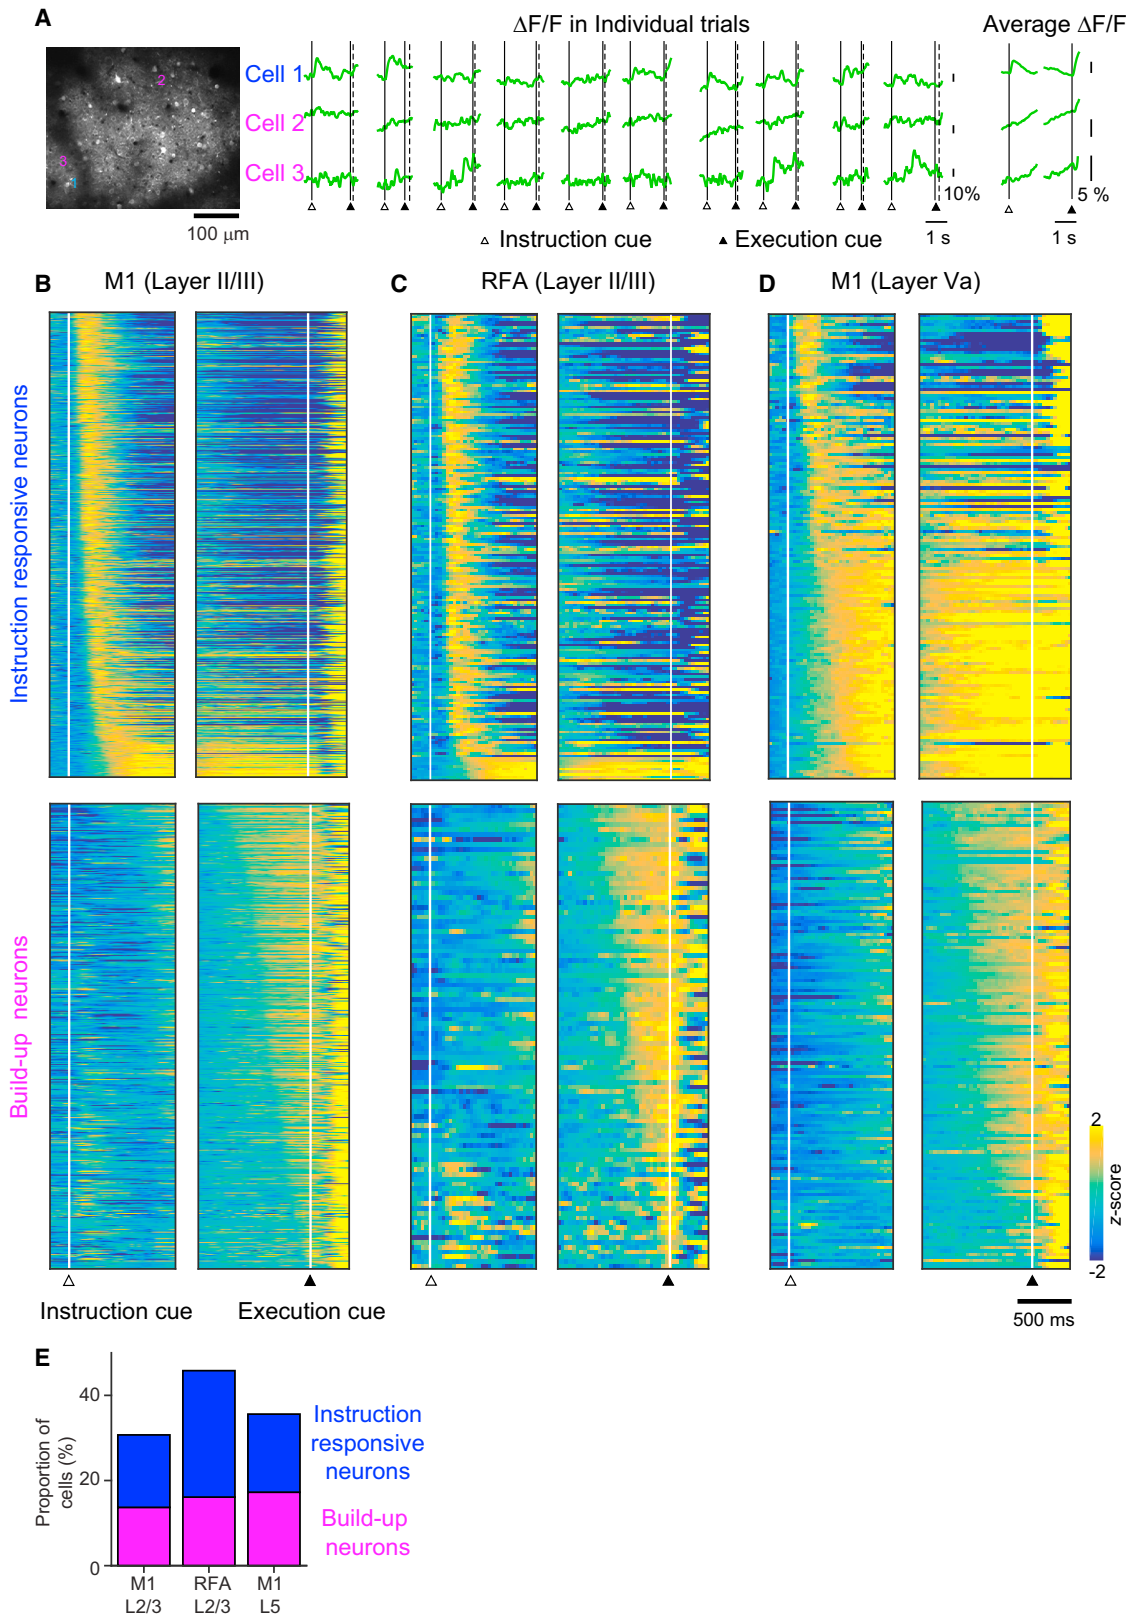 A
ΔF/F in Individual trials
Average ΔF/F
2
3
1
Cell 1
Cell 2
Cell 3
10%
5 %
100 μm
△ Instruction cue
▲ Execution cue
1 s
1 s
B
M1 (Layer II/III)
C
RFA (Layer II/III)
D
M1 (Layer Va)
Instruction responsive neurons
Build-up neurons
2
z-score
-2
Instruction cue
Execution cue
500 ms
E
Proportion of
cells (%)
40
20
0
Instruction
responsive
neurons
Build-up
neurons
M1
L2/3
RFA
L2/3
M1
L5